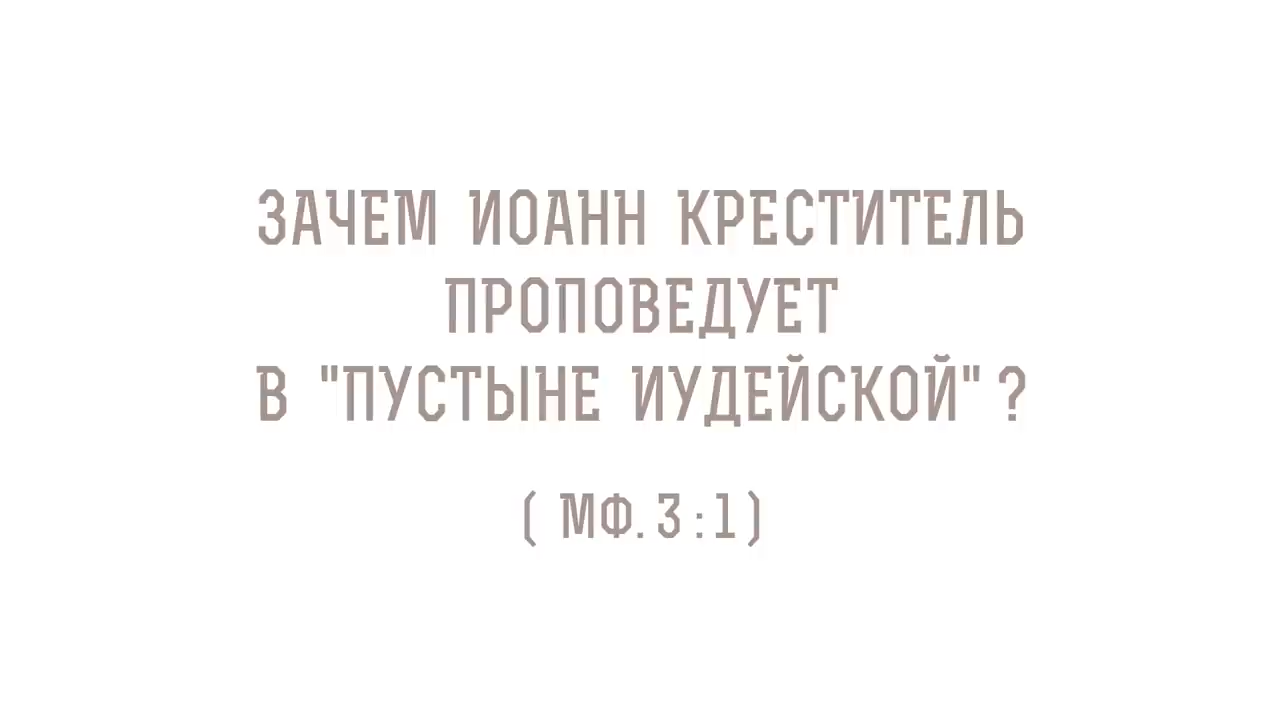 ЗАЧЕМ ИОАНН КРЕСТИТЕЛЬ
ПРОПОВЕДУЕТ
В "ПУСТЫНЕ ИУДЕЙСКОЙ"?
( МФ. 3:1)